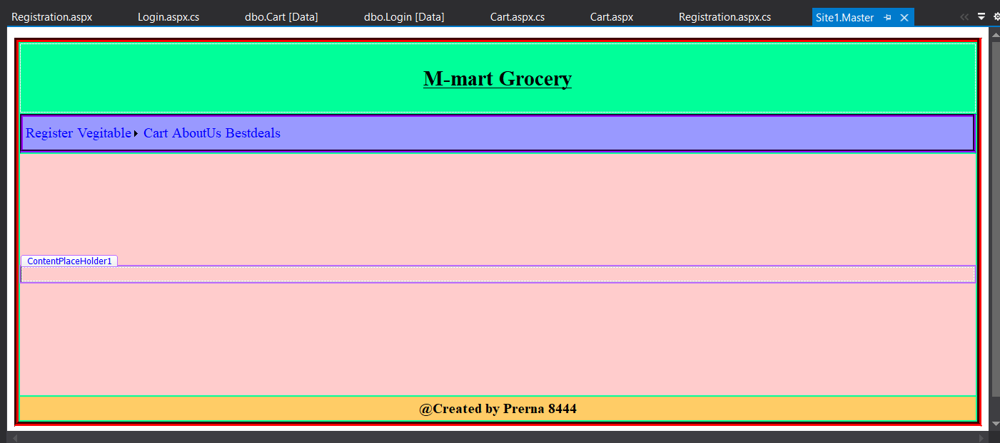 Registration.aspx Login.aspx.cs dbo.Cart [Data] dbo.Login [Data] Cart.aspx.cs Cart.aspx Registration.aspx.cs Site1.Master
M-mart Grocery
Register Vegitable Cart AboutUs Bestdeals
ContentPlaceHolder1
@Created by Prerna 8444